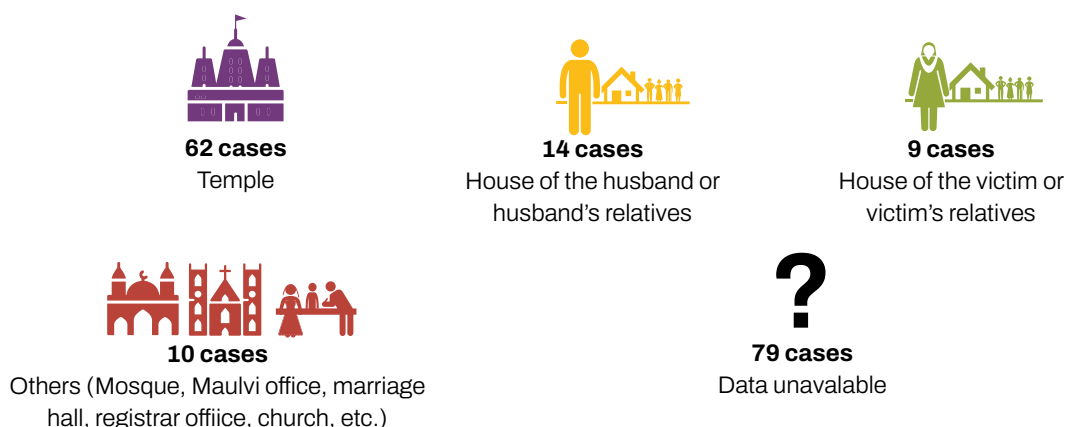 62 cases
Temple
14 cases
House of the husband or
husband's relatives
9 cases
House of the victim or
victim's relatives
10 cases
Others (Mosque, Maulvi office, marriage
hall, registrar offiice, church, etc.)
?
79 cases
Data unavalable